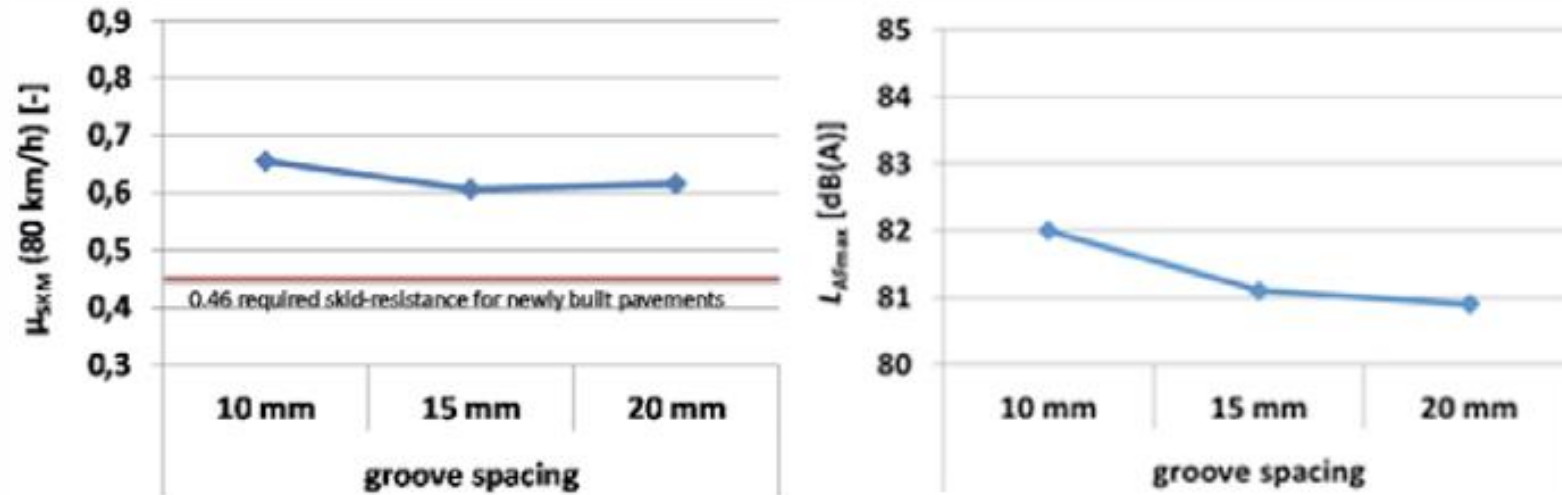 0,9
0,8
0,7
0,6
0,5
0,4
0,3
μSKM (80 km/h) [-]
0.46 required skid-resistance for newly built pavements
10 mm 15 mm 20 mm
groove spacing
85
84
83
82
81
80
LAFmax [dB(A)]
10 mm 15 mm 20 mm
groove spacing